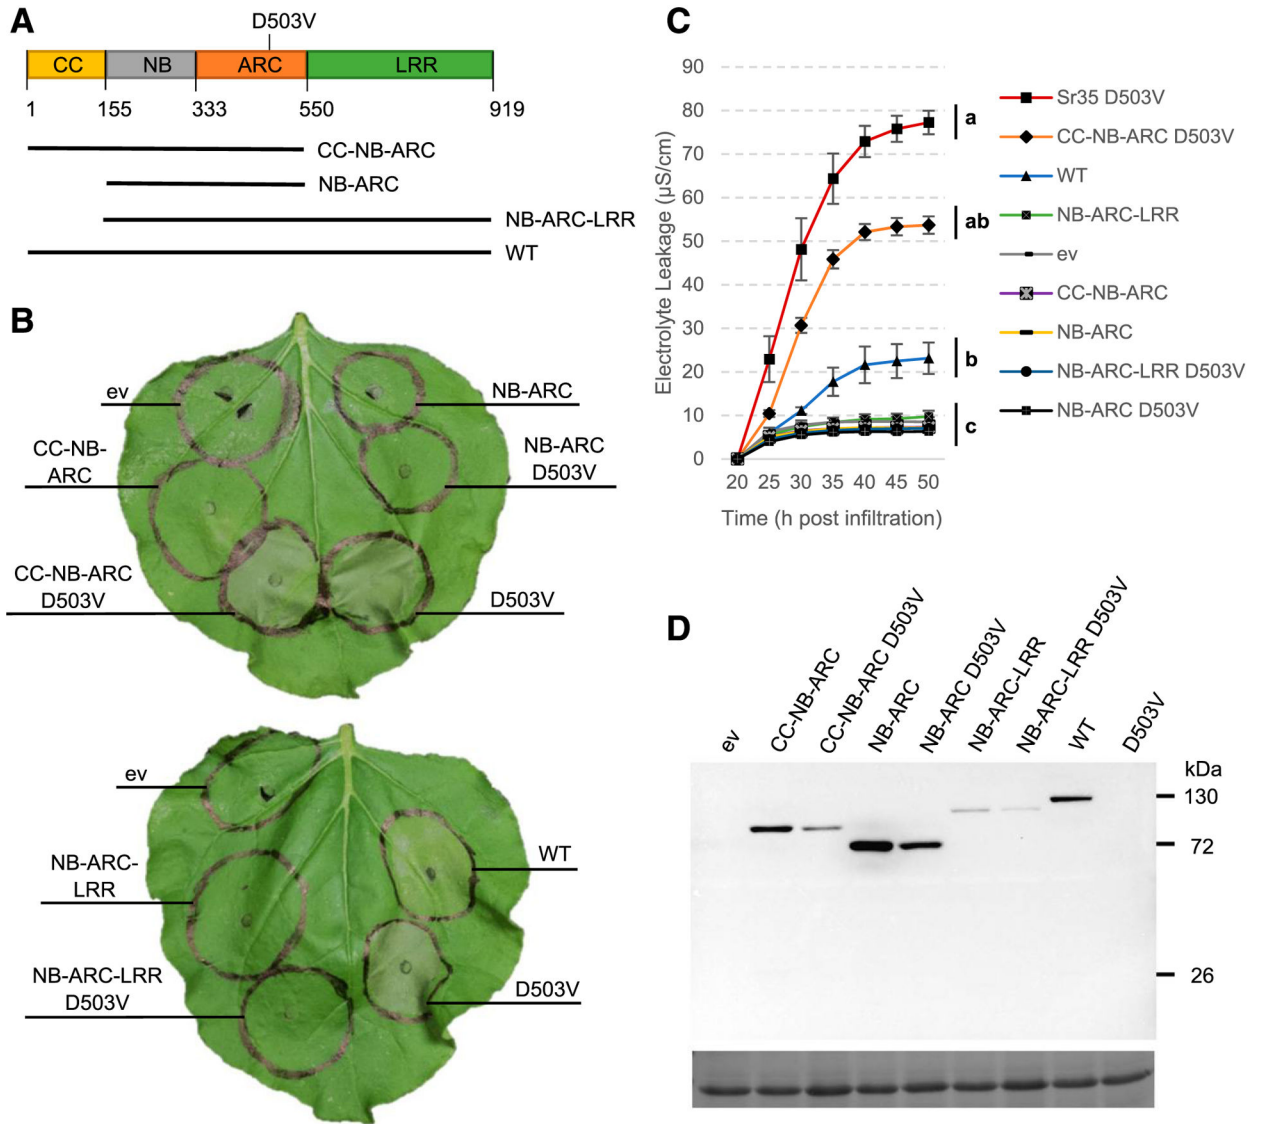 A
D503V
CC NB ARC LRR
1 155 333 550 919
CC-NB-ARC
NB-ARC
NB-ARC-LRR
WT
B
ev
CC-NB-
ARC
CC-NB-ARC
D503V
NB-ARC
NB-ARC
D503V
D503V
ev
NB-ARC-
LRR
NB-ARC-LRR
D503V
WT
D503V
C
Electrolyte Leakage (µS/cm)
90
80
70
60
50
40
30
20
10
0
20 25 30 35 40 45 50
Time (h post infiltration)
a
ab
b
c
Sr35 D503V
CC-NB-ARC D503V
WT
NB-ARC-LRR
ev
CC-NB-ARC
NB-ARC
NB-ARC-LRR D503V
NB-ARC D503V
D
ev
CC-NB-ARC
CC-NB-ARC D503V
NB-ARC
NB-ARC D503V
NB-ARC-LRR
NB-ARC-LRR D503V
WT
D503V
kDa
130
72
26